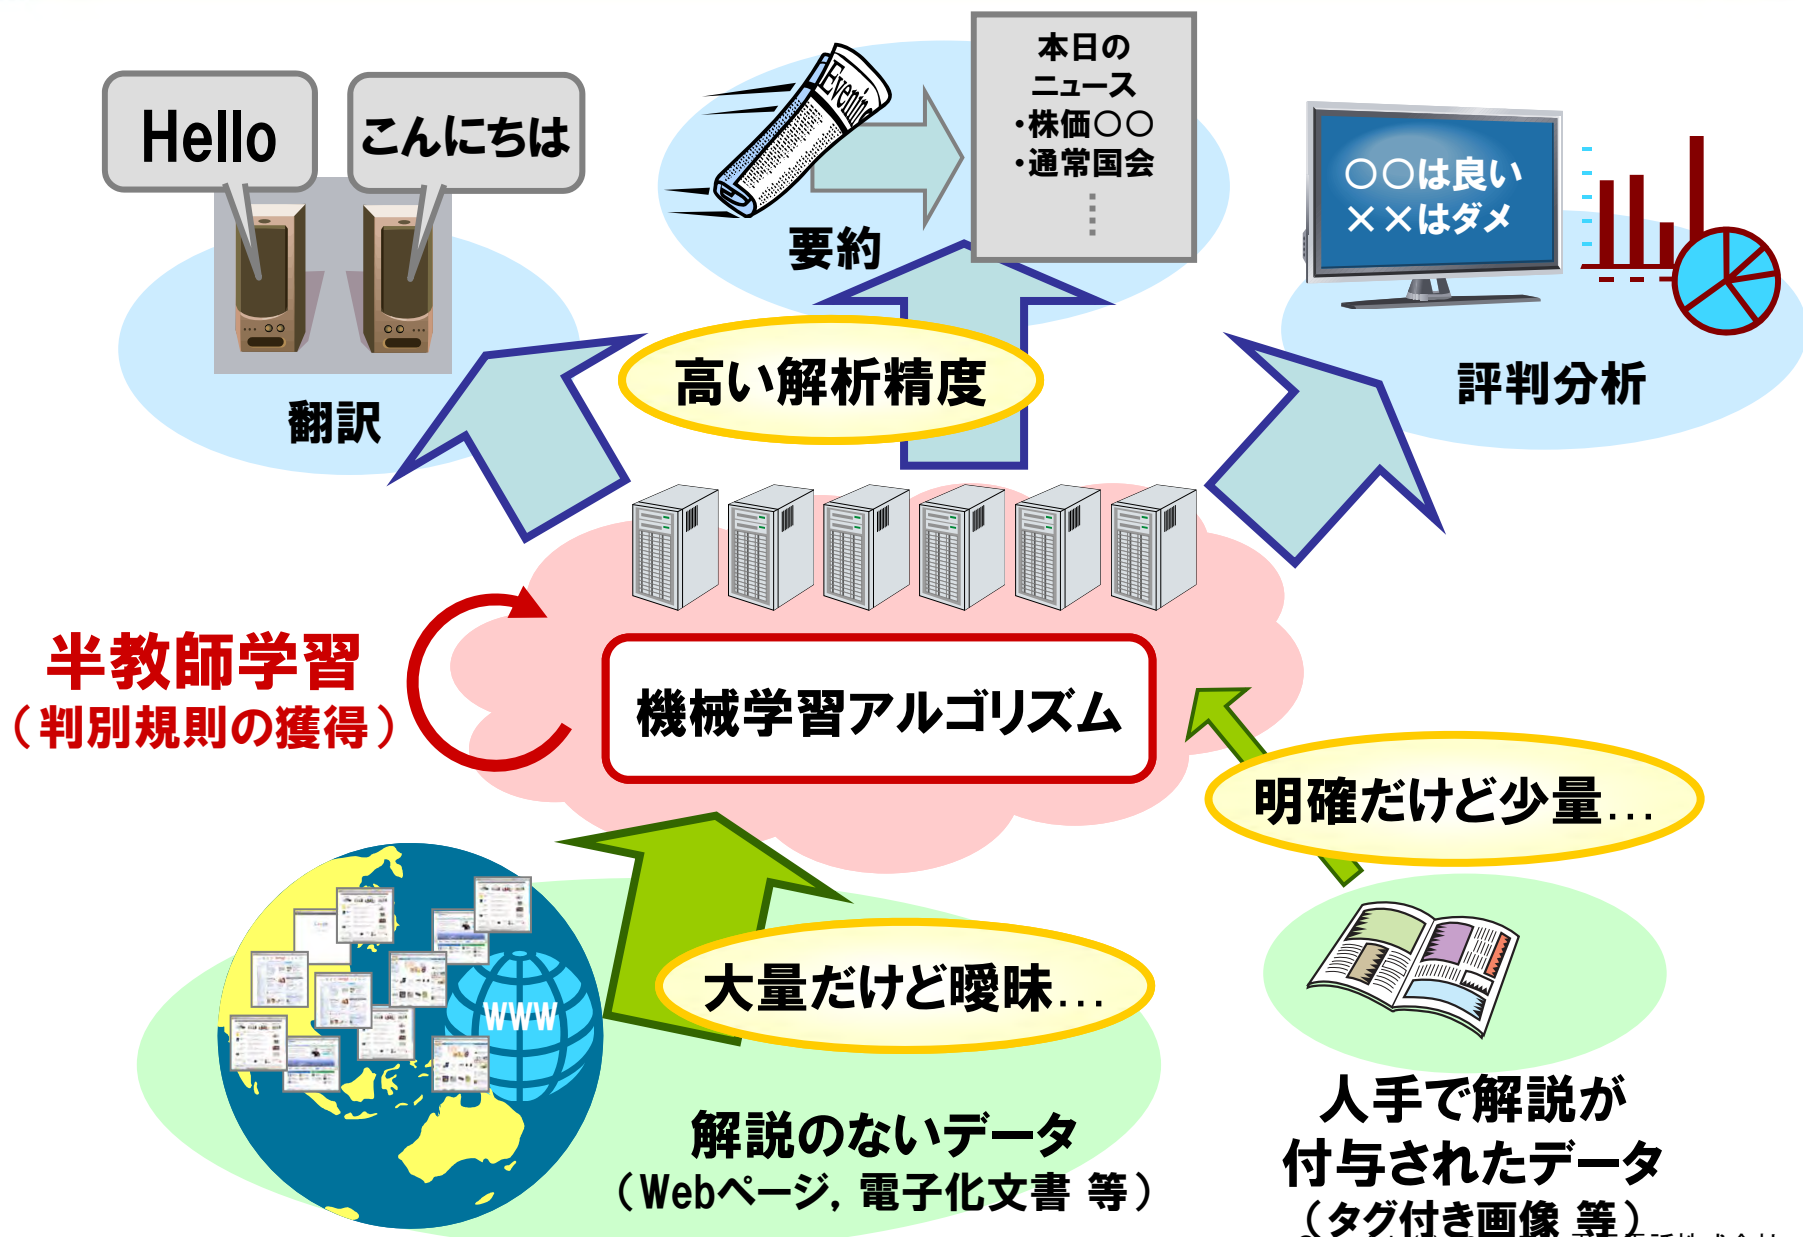 Hello
こんにちは
翻訳
Evening
要約
本日の
ニュース
・株価〇〇
・通常国会
〇〇は良い
××はダメ
評判分析
高い解析精度
半教師学習
（判別規則の獲得）
機械学習アルゴリズム
明確だけど少量…
大量だけど曖昧…
WWW
解説のないデータ
（Webページ, 電子化文書 等）
人手で解説が
付与されたデータ
（タグ付き画像 等）